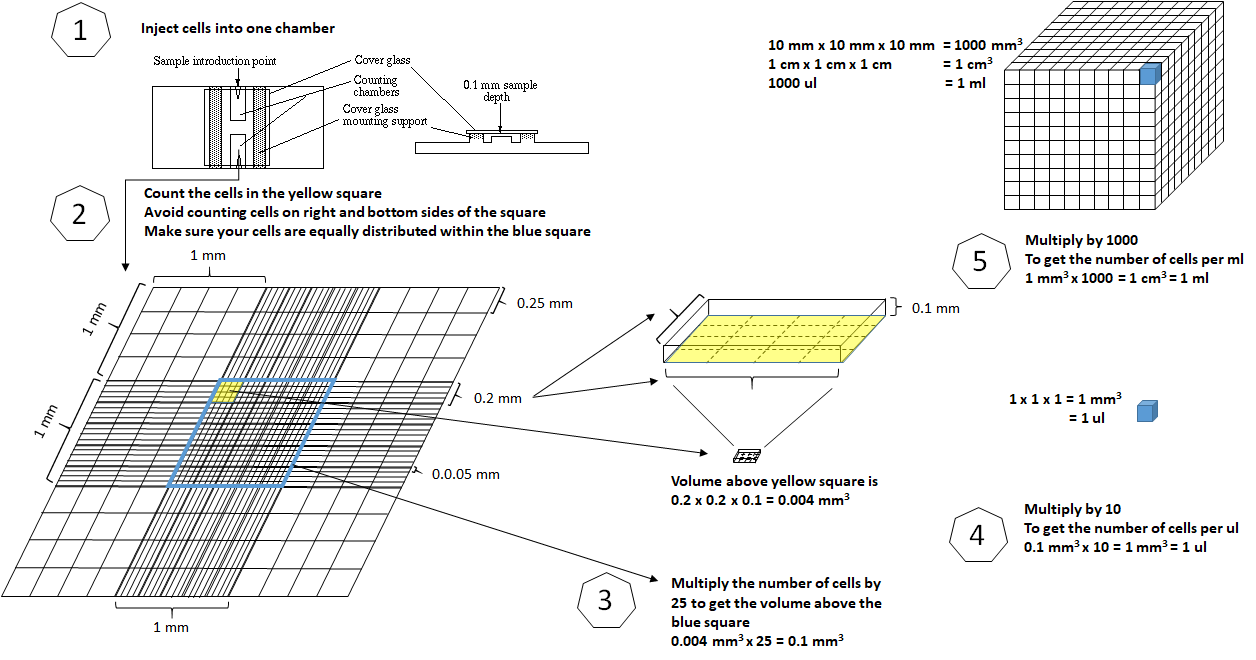 1
Inject cells into one chamber
Sample introduction point
Cover glass
Counting
chambers
Cover glass
mounting support
0.1 mm sample
depth
2
Count the cells in the yellow square
Avoid counting cells on right and bottom sides of the square
Make sure your cells are equally distributed within the blue square
1 mm
1 mm
0.25 mm
1 mm
0.2 mm
0.0.05 mm
1 mm
0.1 mm
Volume above yellow square is
0.2 x 0.2 x 0.1 = 0.004 mm³
3
Multiply the number of cells by
25 to get the volume above the
blue square
0.004 mm³ x 25 = 0.1 mm³
4
Multiply by 10
To get the number of cells per ul
0.1 mm³ x 10 = 1 mm³ = 1 ul
1 x 1 x 1 = 1 mm³
= 1 ul
5
Multiply by 1000
To get the number of cells per ml
1 mm³ x 1000 = 1 cm³ = 1 ml
10 mm x 10 mm x 10 mm = 1000 mm³
1 cm x 1 cm x 1 cm = 1 cm³
1000 ul = 1 ml